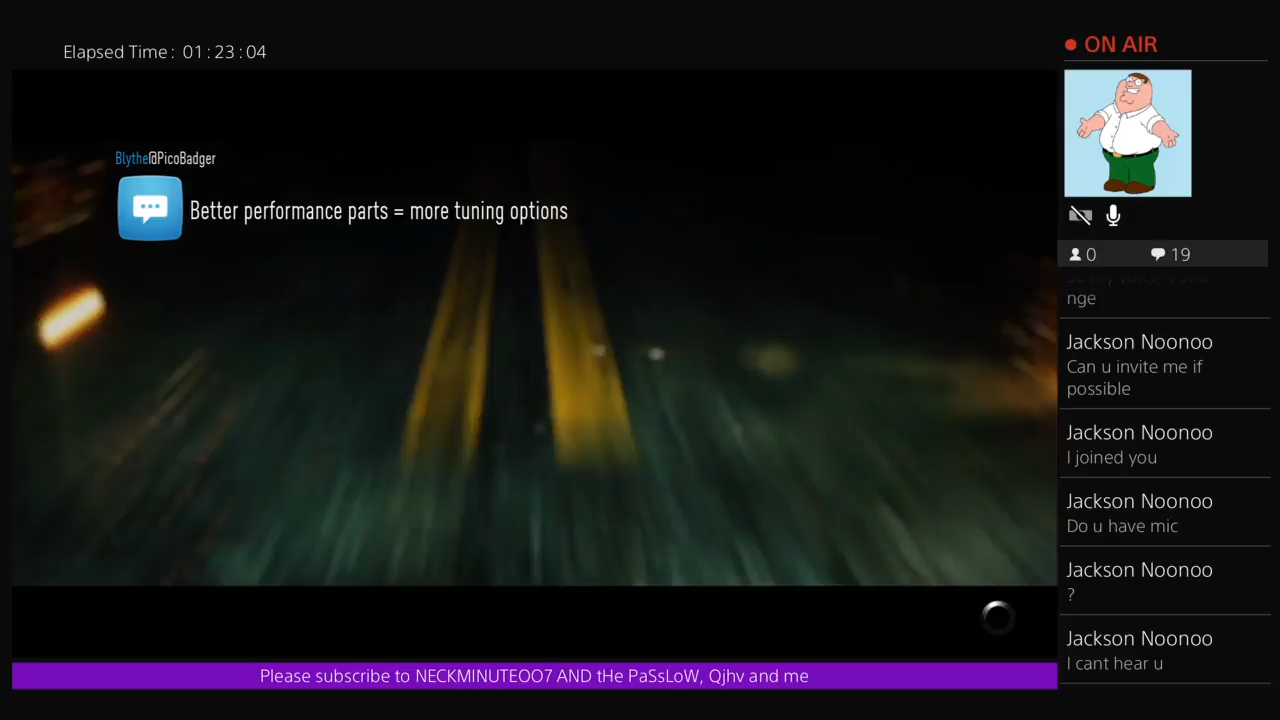 Elapsed Time: 01:23:04
ON AIR
Blythe@PicoBadger
Better performance parts = more tuning options
0
19
nge
Jackson Noonoo
Can u invite me if
possible
Jackson Noonoo
I joined you
Jackson Noonoo
Do u have mic
Jackson Noonoo
?
Jackson Noonoo
I cant hear u
Please subscribe to NECKMINUTEOO7 AND tHe PaSsLoW, Qjhv and me